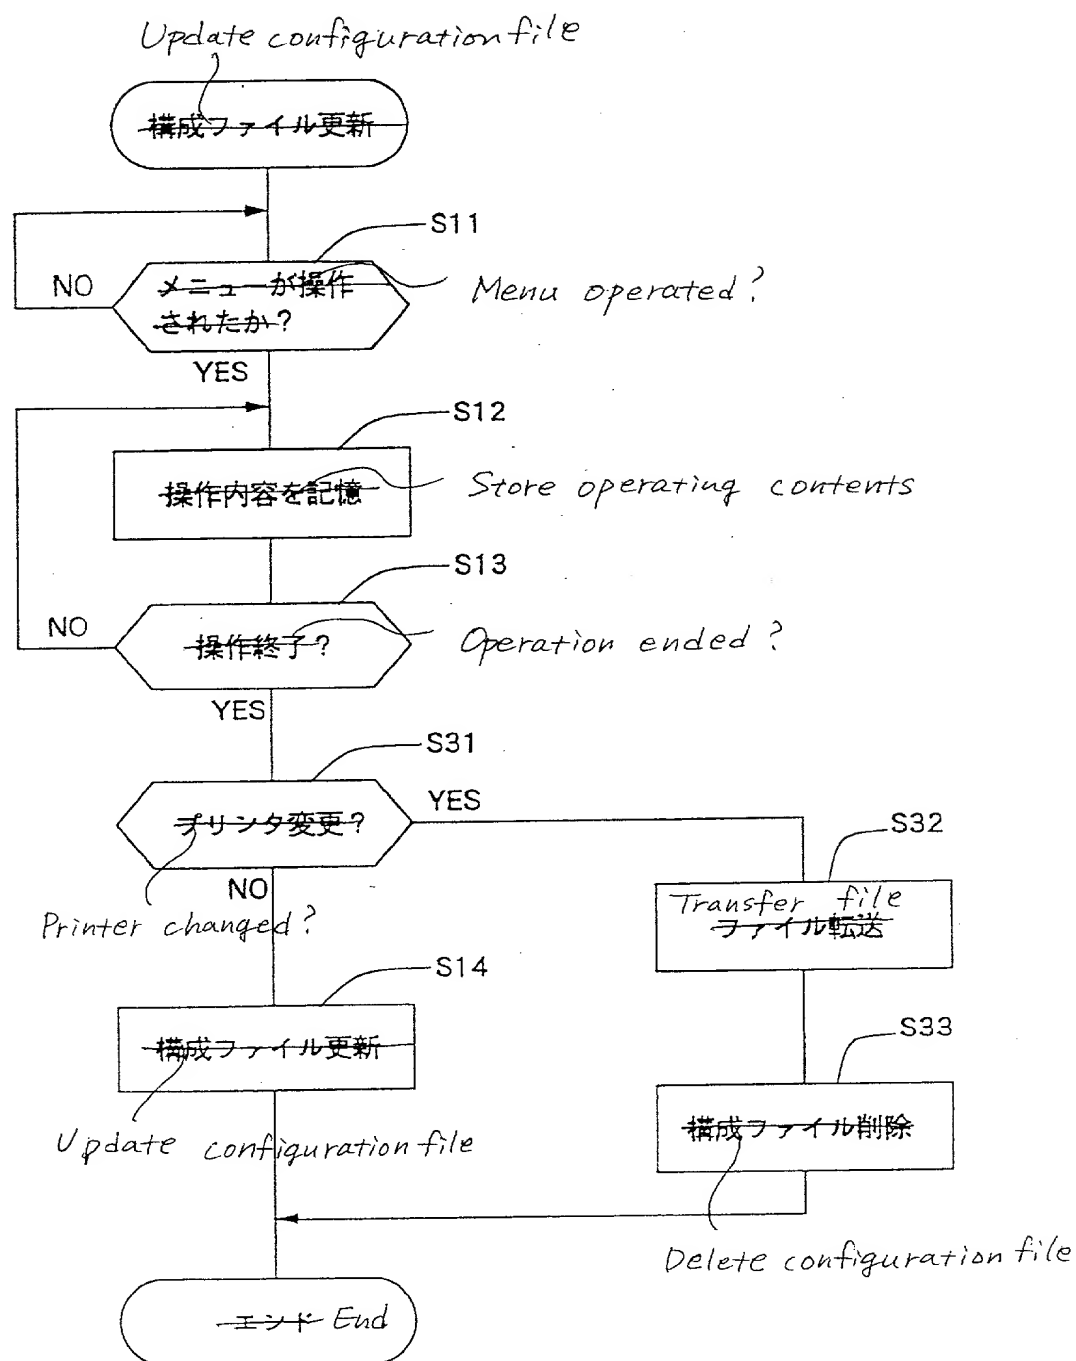 Update configuration file
構成ファイル更新
S11
NO
メニューが操作
されたか？
Menu operated?
YES
S12
操作内容を記憶
Store operating contents
S13
NO
操作終了？
Operation ended?
YES
S31
プリンタ変更？
YES
S32
NO
Transfer file
ファイル転送
Printer changed?
S14
構成ファイル更新
S33
構成ファイル削除
Update configuration file
Delete configuration file
エンド End